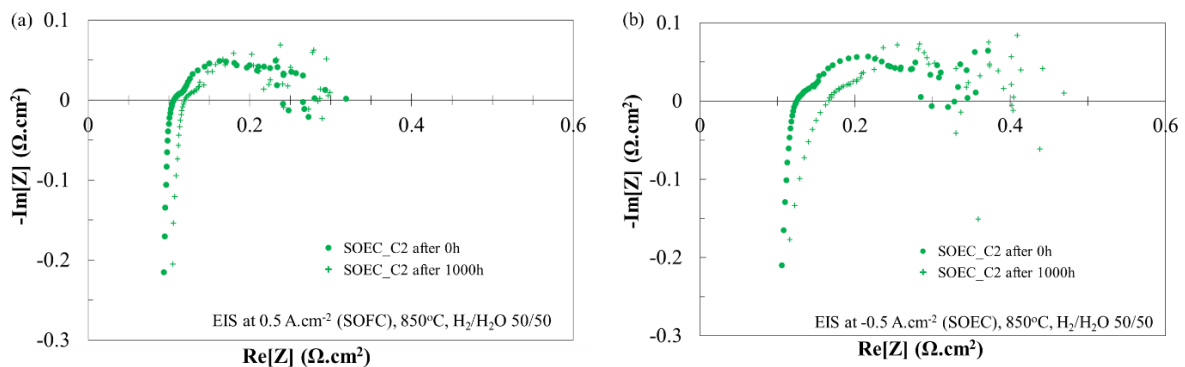 (a)
0.1
0
-0.1
-0.2
-0.3
0
0.2
0.4
0.6
-Im[Z] (Ω.cm²)
SOEC_C2 after 0h
SOEC_C2 after 1000h
EIS at 0.5 A.cm⁻² (SOFC), 850°C, H₂/H₂O 50/50
Re[Z] (Ω.cm²)
(b)
0.1
0
-0.1
-0.2
-0.3
0
0.2
0.4
0.6
-Im[Z] (Ω.cm²)
SOEC_C2 after 0h
SOEC_C2 after 1000h
EIS at -0.5 A.cm⁻² (SOEC), 850°C, H₂/H₂O 50/50
Re[Z] (Ω.cm²)